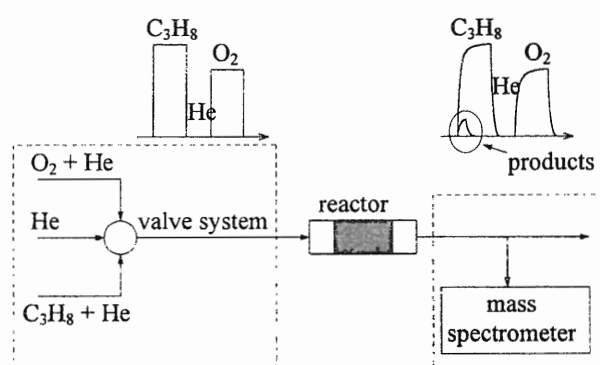 C₃H₈
O₂
He
C₃H₈
O₂
He
products
O₂ + He
He
valve system
C₃H₈ + He
reactor
mass
spectrometer